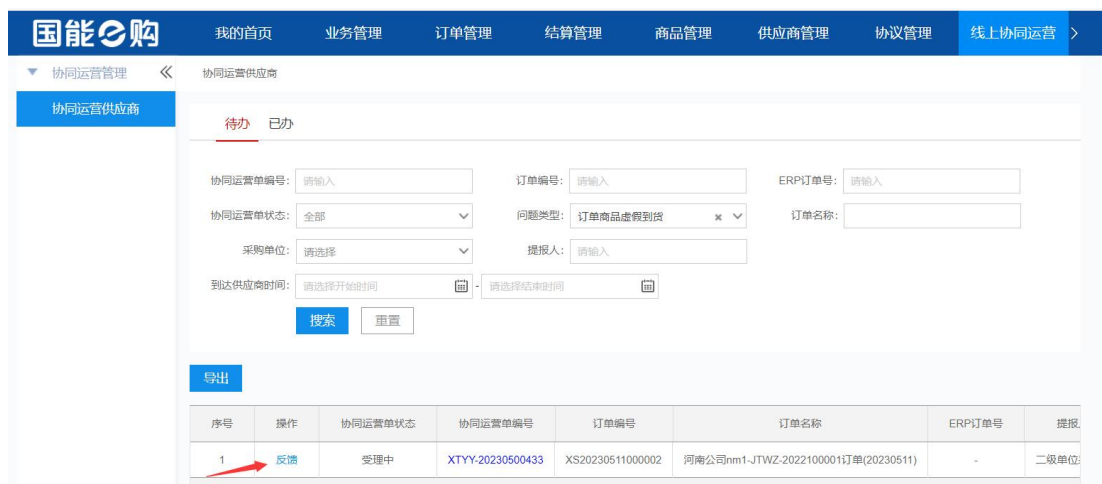 国能e购 我的首页 业务管理 订单管理 结算管理 商品管理 供应商管理 协议管理 线上协同运营 >
协同运营管理 协同运营供应商
协同运营供应商
待办 已办
协同运营单编号: 请输入 订单编号: 请输入 ERP订单号: 请输入
协同运营单状态: 全部 问题类型: 订单商品虚假到货 订单名称:
采购单位: 请选择 提报人: 请输入
到达供应商时间: 请选择开始时间 - 请选择结束时间
搜索 重置
导出
序号 操作 协同运营单状态 协同运营单编号 订单编号 订单名称 ERP订单号 提报
1 反馈 受理中 XTYY-20230500433 XS20230511000002 河南公司nm1-JTWZ-2022100001订单(20230511) - 二级单位